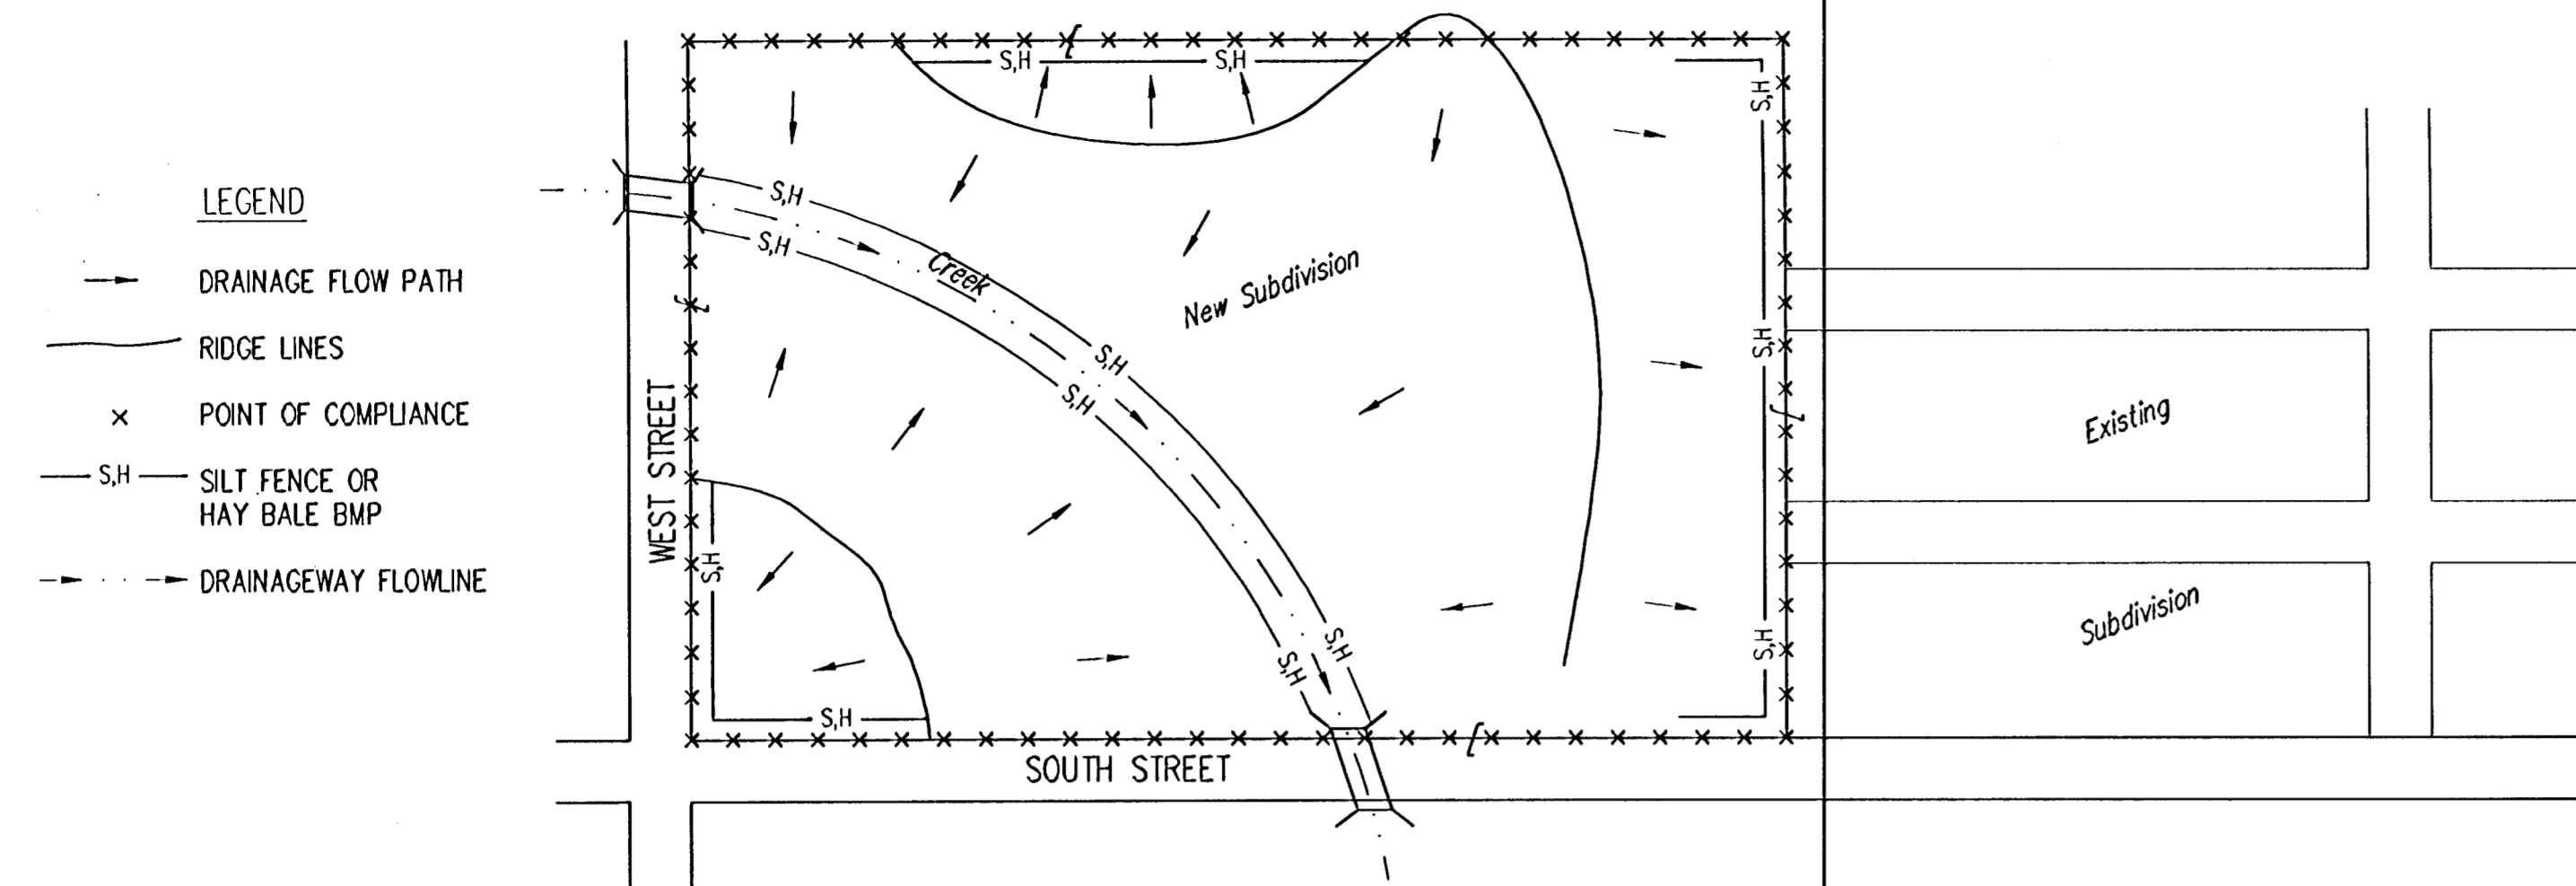 LEGEND
DRAINAGE FLOW PATH
RIDGE LINES
× POINT OF COMPLIANCE
S,H SILT FENCE OR
HAY BALE BMP
DRAINAGEWAY FLOWLINE
S,H
S,H
S,H
S,H
S,H
Creek
New Subdivision
S,H
S,H
S,H
WEST STREET
Existing
S,H
S,H
Subdivision
S,H
S,H
S,H
SOUTH STREET